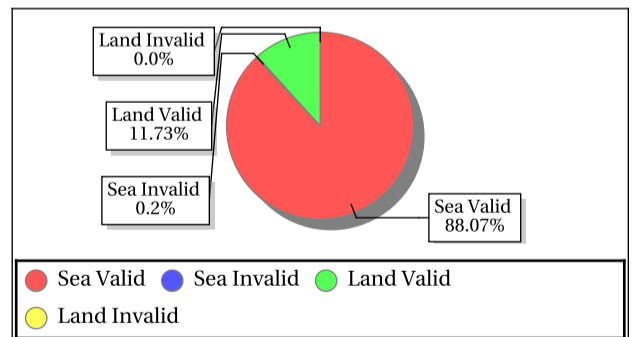 Land Invalid
0.0%
Land Valid
11.73%
Sea Invalid
0.2%
Sea Valid
88.07%
Sea Valid Sea Invalid Land Valid
Land Invalid